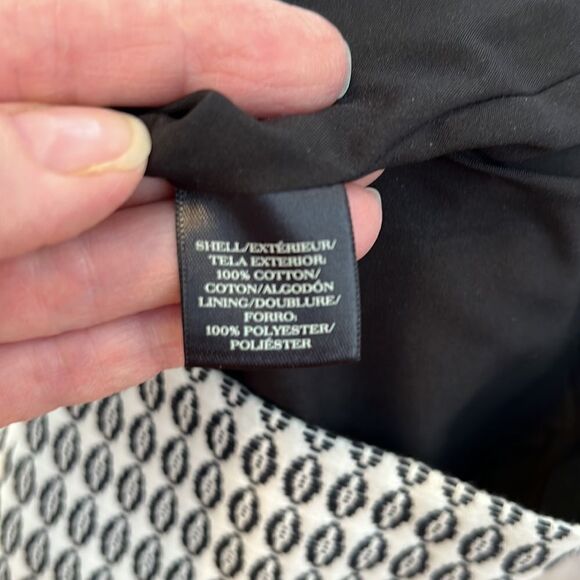 SHELL/EXTÉRIEUR/
TELA EXTERIOR:
100% COTTON/
COTON/ALGODÓN
LINING/DOUBLURE/
FORRO:
100% POLYESTER/
POLIÉSTER